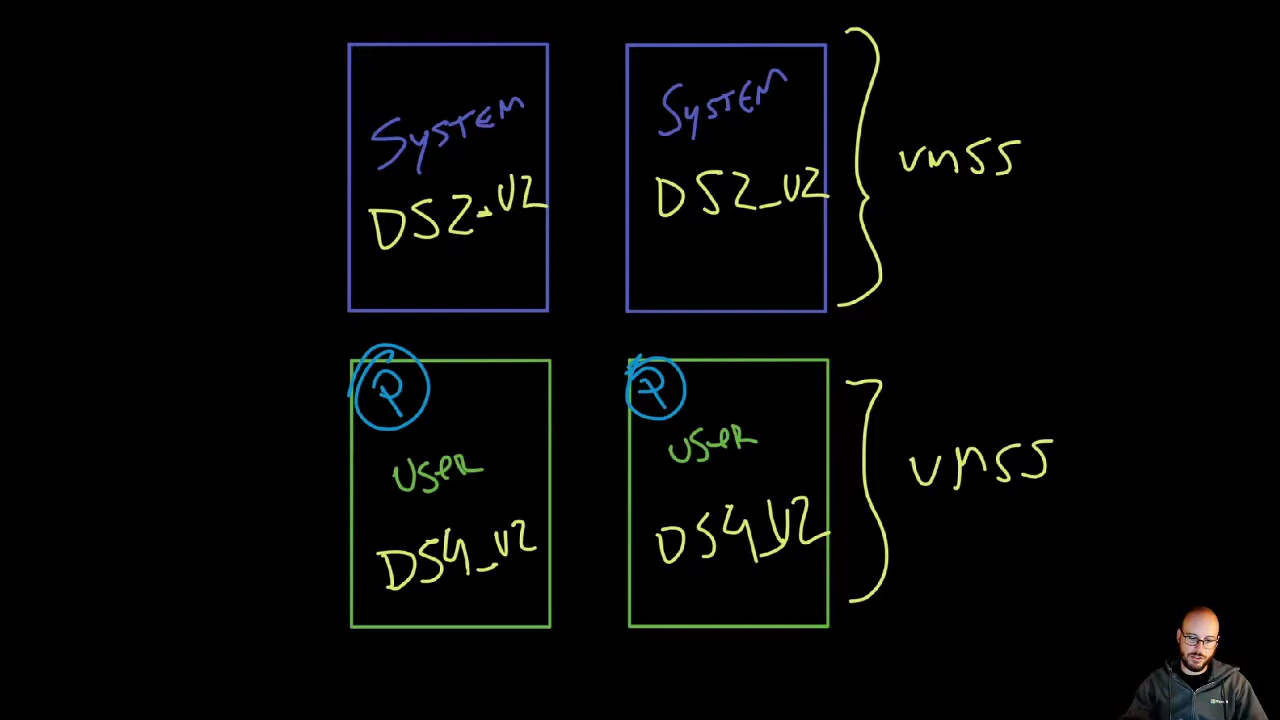 SYSTEM
DS2_V2
SYSTEM
DS2_V2
VMSS
P
USER
DS4_V2
P
USER
DS4_V2
VMSS